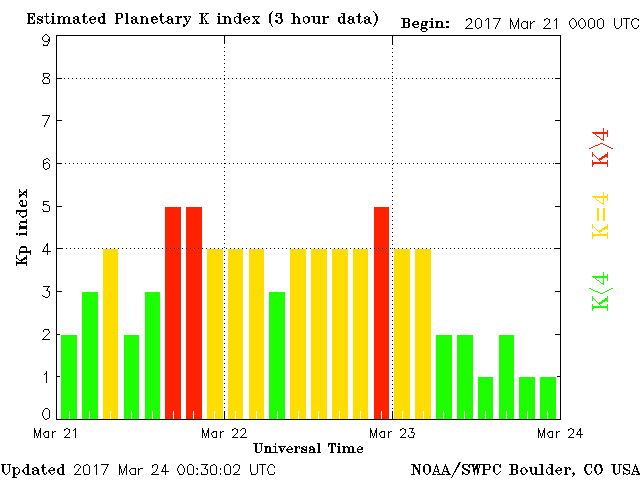 Estimated Planetary K index (3 hour data)
Begin: 2017 Mar 21 0000 UTC
9
8
7
6
5
4
3
2
1
0
Kp index
K>4
K=4
K<4
Mar 21
Mar 22
Mar 23
Mar 24
Universal Time
Updated 2017 Mar 24 00:30:02 UTC
NOAA/SWPC Boulder, CO USA